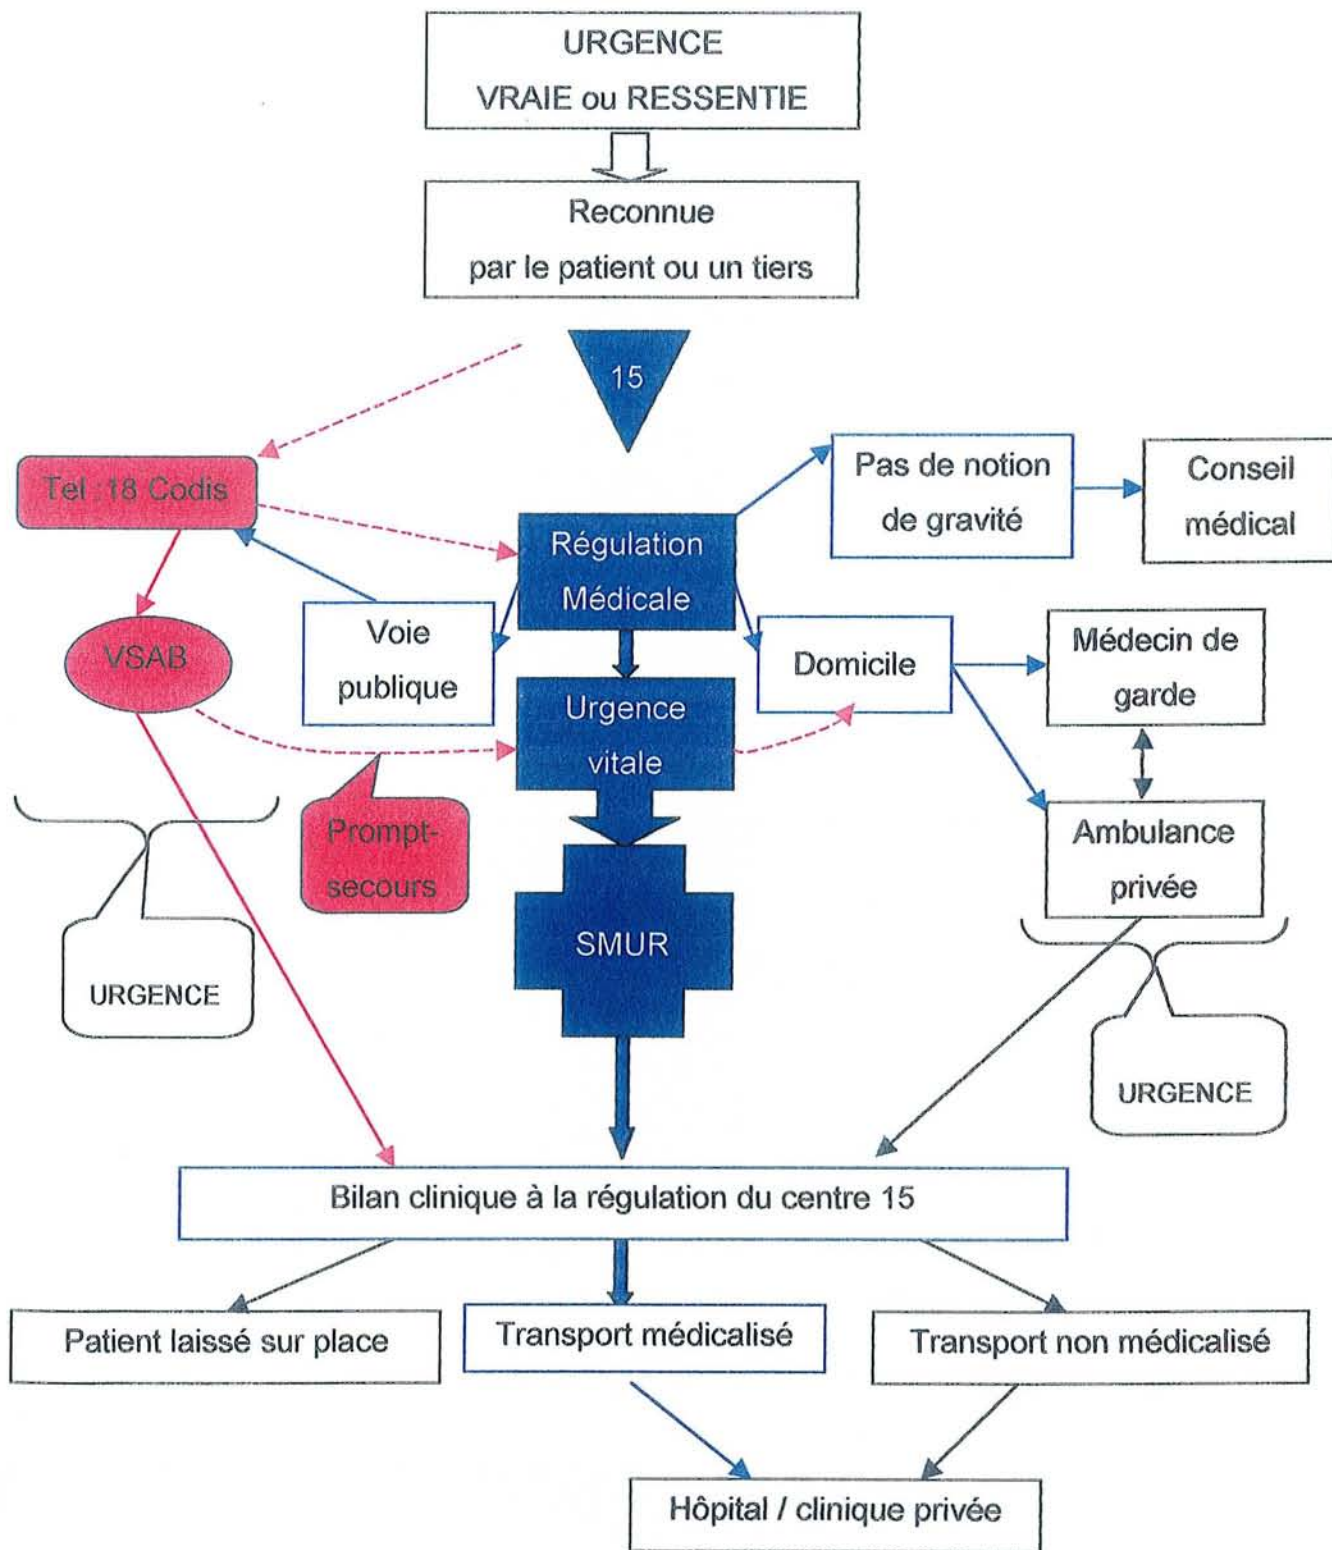 URGENCE
VRAIE ou RESSENTIE
Reconnue
par le patient ou un tiers
15
Tel :18 Codis
Pas de notion
de gravité
Conseil
médical
Régulation
Médicale
Voie
publique
VSAB
Domicile
Médecin de
garde
Urgence
vitale
Prompt-
secours
Ambulance
privée
SMUR
URGENCE
URGENCE
Bilan clinique à la régulation du centre 15
Patient laissé sur place
Transport médicalisé
Transport non médicalisé
Hôpital / clinique privée